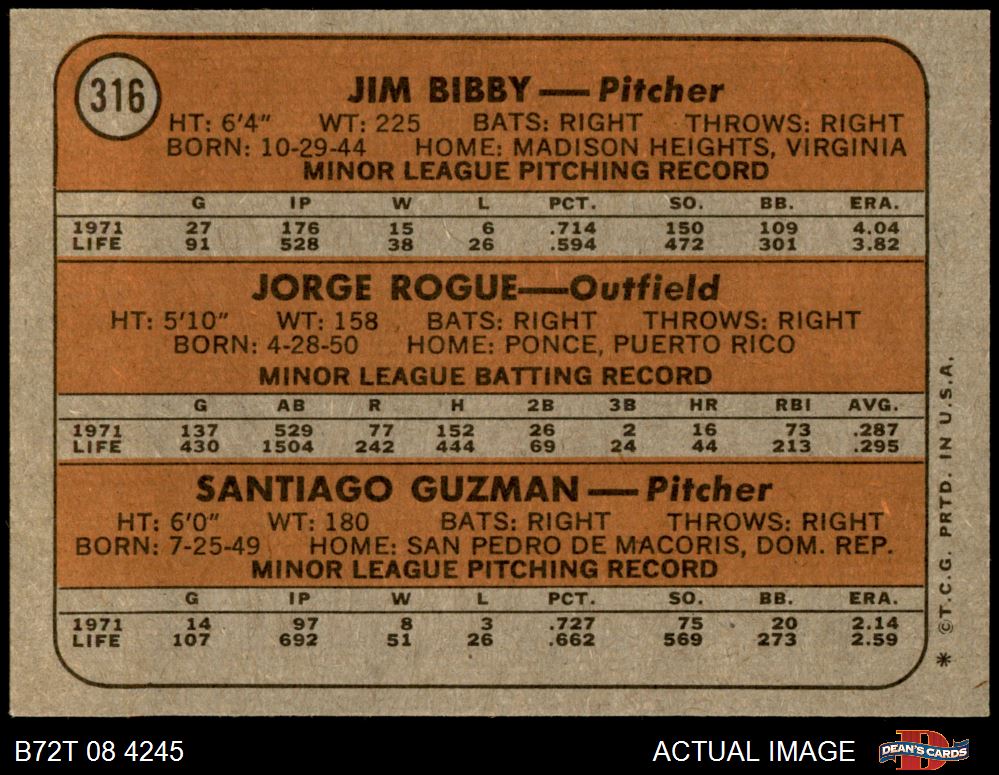 316
JIM BIBBY — Pitcher
HT: 6'4" WT: 225 BATS: RIGHT THROWS: RIGHT
BORN: 10-29-44 HOME: MADISON HEIGHTS, VIRGINIA
MINOR LEAGUE PITCHING RECORD
G IP W L PCT. SO. BB. ERA.
1971 27 176 15 6 .714 150 109 4.04
LIFE 91 528 38 26 .594 472 301 3.82
JORGE ROGUE—Outfield
HT: 5'10" WT: 158 BATS: RIGHT THROWS: RIGHT
BORN: 4-28-50 HOME: PONCE, PUERTO RICO
MINOR LEAGUE BATTING RECORD
G AB R H 2B 3B HR RBI AVG.
1971 137 529 77 152 26 2 16 73 .287
LIFE 430 1504 242 444 69 24 44 213 .295
SANTIAGO GUZMAN — Pitcher
HT: 6'0" WT: 180 BATS: RIGHT THROWS: RIGHT
BORN: 7-25-49 HOME: SAN PEDRO DE MACORIS, DOM. REP.
MINOR LEAGUE PITCHING RECORD
G IP W L PCT. SO. BB. ERA.
1971 14 97 8 3 .727 75 20 2.14
LIFE 107 692 51 26 .662 569 273 2.59
* ©T.C.G. PRTD. IN U.S.A.
B72T 08 4245 ACTUAL IMAGE
D
DEAN'S CARDS